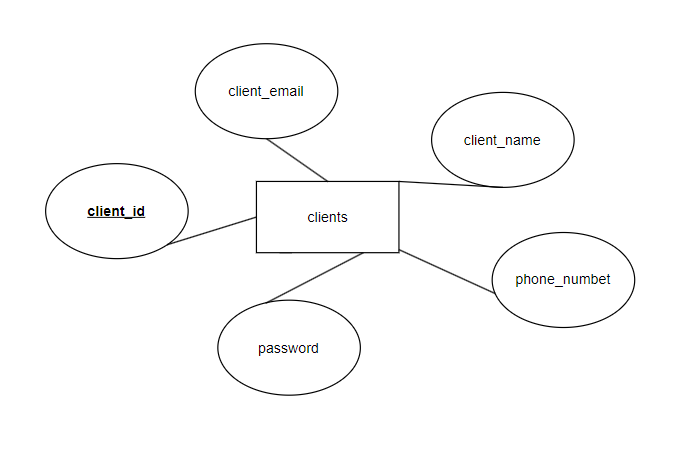 client_email
client_name
client_id
clients
phone_numbet
password